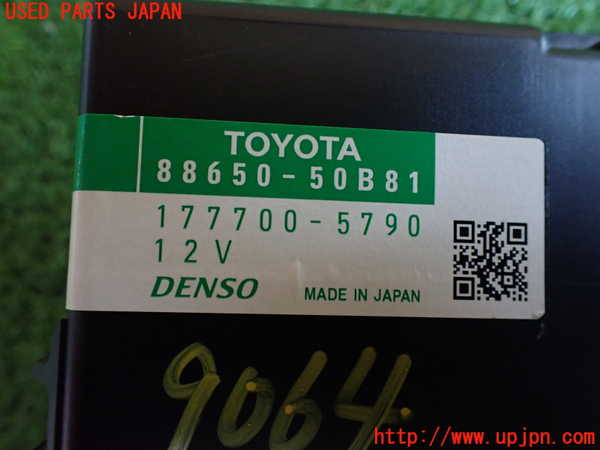 USED PARTS JAPAN
TOYOTA
88650-50B81
177700-5790
12V
DENSO MADE IN JAPAN
9064
http://www.upjpn.com/